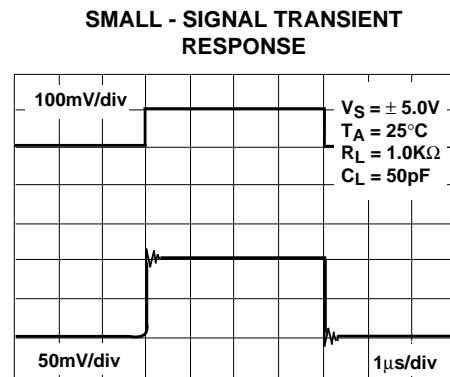 SMALL - SIGNAL TRANSIENT
RESPONSE
100mV/div
VS = ± 5.0V
TA = 25°C
RL = 1.0KΩ
CL = 50pF
50mV/div
1µs/div